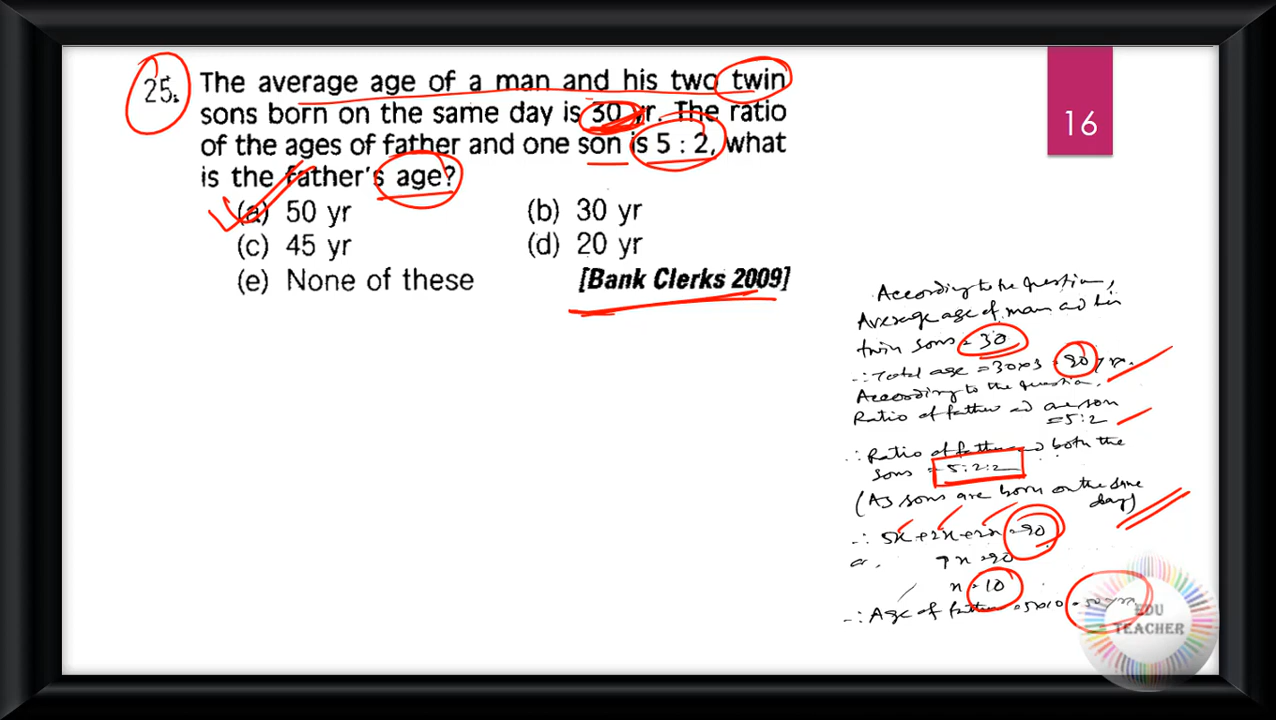 25. The average age of a man and his two twin
sons born on the same day is 30 yr. The ratio
of the ages of father and one son is 5 : 2, what
is the father's age?
(a) 50 yr (b) 30 yr
(c) 45 yr (d) 20 yr
(e) None of these [Bank Clerks 2009]
16
According to the Question,
Average age of man ad his
twin sons = 30
∴ Total age = 30×3 = 90 yr.
According to the Question,
Ratio of father ad one son
= 5:2
∴ Ratio of father and both the
sons = 5:2:2
(As sons are born on the same
day)
∴ 5x+2x+2x = 90
9x = 90
x = 10
∴ Age of father = 5×10 = 50 yr
EDU
TEACHER